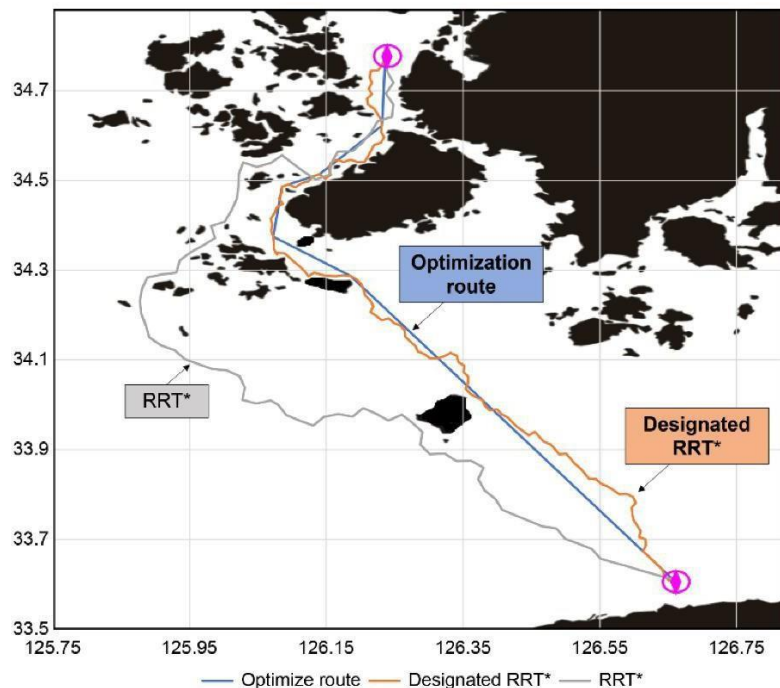 34.7
34.5
34.3
34.1
33.9
33.7
33.5
Optimization
route
RRT*
Designated
RRT*
125.75 125.95 126.15 126.35 126.55 126.75
Optimize route Designated RRT* RRT*